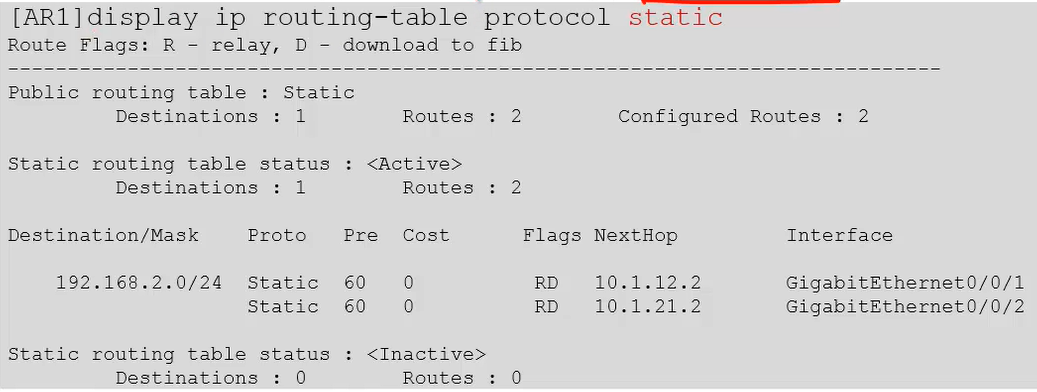 [AR1]display ip routing-table protocol static
Route Flags: R - relay, D - download to fib
------------------------------------------------------------------------------
Public routing table : Static
         Destinations : 1        Routes : 2        Configured Routes : 2
Static routing table status : <Active>
         Destinations : 1        Routes : 2
Destination/Mask    Proto   Pre  Cost      Flags NextHop         Interface
    192.168.2.0/24  Static  60   0          RD   10.1.12.2       GigabitEthernet0/0/1
                    Static  60   0          RD   10.1.21.2       GigabitEthernet0/0/2
Static routing table status : <Inactive>
         Destinations : 0        Routes : 0